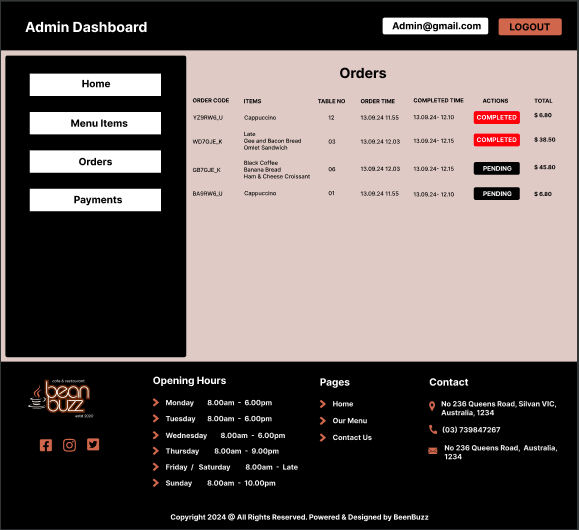 Admin Dashboard
Admin@gmail.com
LOGOUT
Home
Menu Items
Orders
Payments
Orders
ORDER CODE ITEMS TABLE NO ORDER TIME COMPLETED TIME ACTIONS TOTAL
YZ9RW6_U Cappuccino 12 13.09.24 11.55 13.09.24- 12.10 COMPLETED $ 6.80
Late
WD7GJE_K Gee and Bacon Bread 03 13.09.24 12.03 13.09.24- 12.15 COMPLETED $ 38.50
Omlet Sandwich
Black Coffee
GB7GJE_K Banana Bread 06 13.09.24 12.03 13.09.24- 12.15 PENDING $ 45.80
Ham & Cheese Croissant
BA9RW6_U Cappuccino 01 13.09.24 11.55 13.09.24- 12.10 PENDING $ 6.80
cafe & restaurant
bean
buzz
estd 2020
Opening Hours
Monday 8.00am - 6.00pm
Tuesday 8.00am - 6.00pm
Wednesday 8.00am - 6.00pm
Thursday 8.00am - 9.00pm
Friday / Saturday 8.00am - Late
Sunday 8.00am - 10.00pm
Pages
Home
Our Menu
Contact Us
Contact
No 236 Queens Road, Silvan VIC,
Australia, 1234
(03) 739847267
No 236 Queens Road, Australia,
1234
Copyright 2024 @ All Rights Reserved. Powered & Designed by BeenBuzz